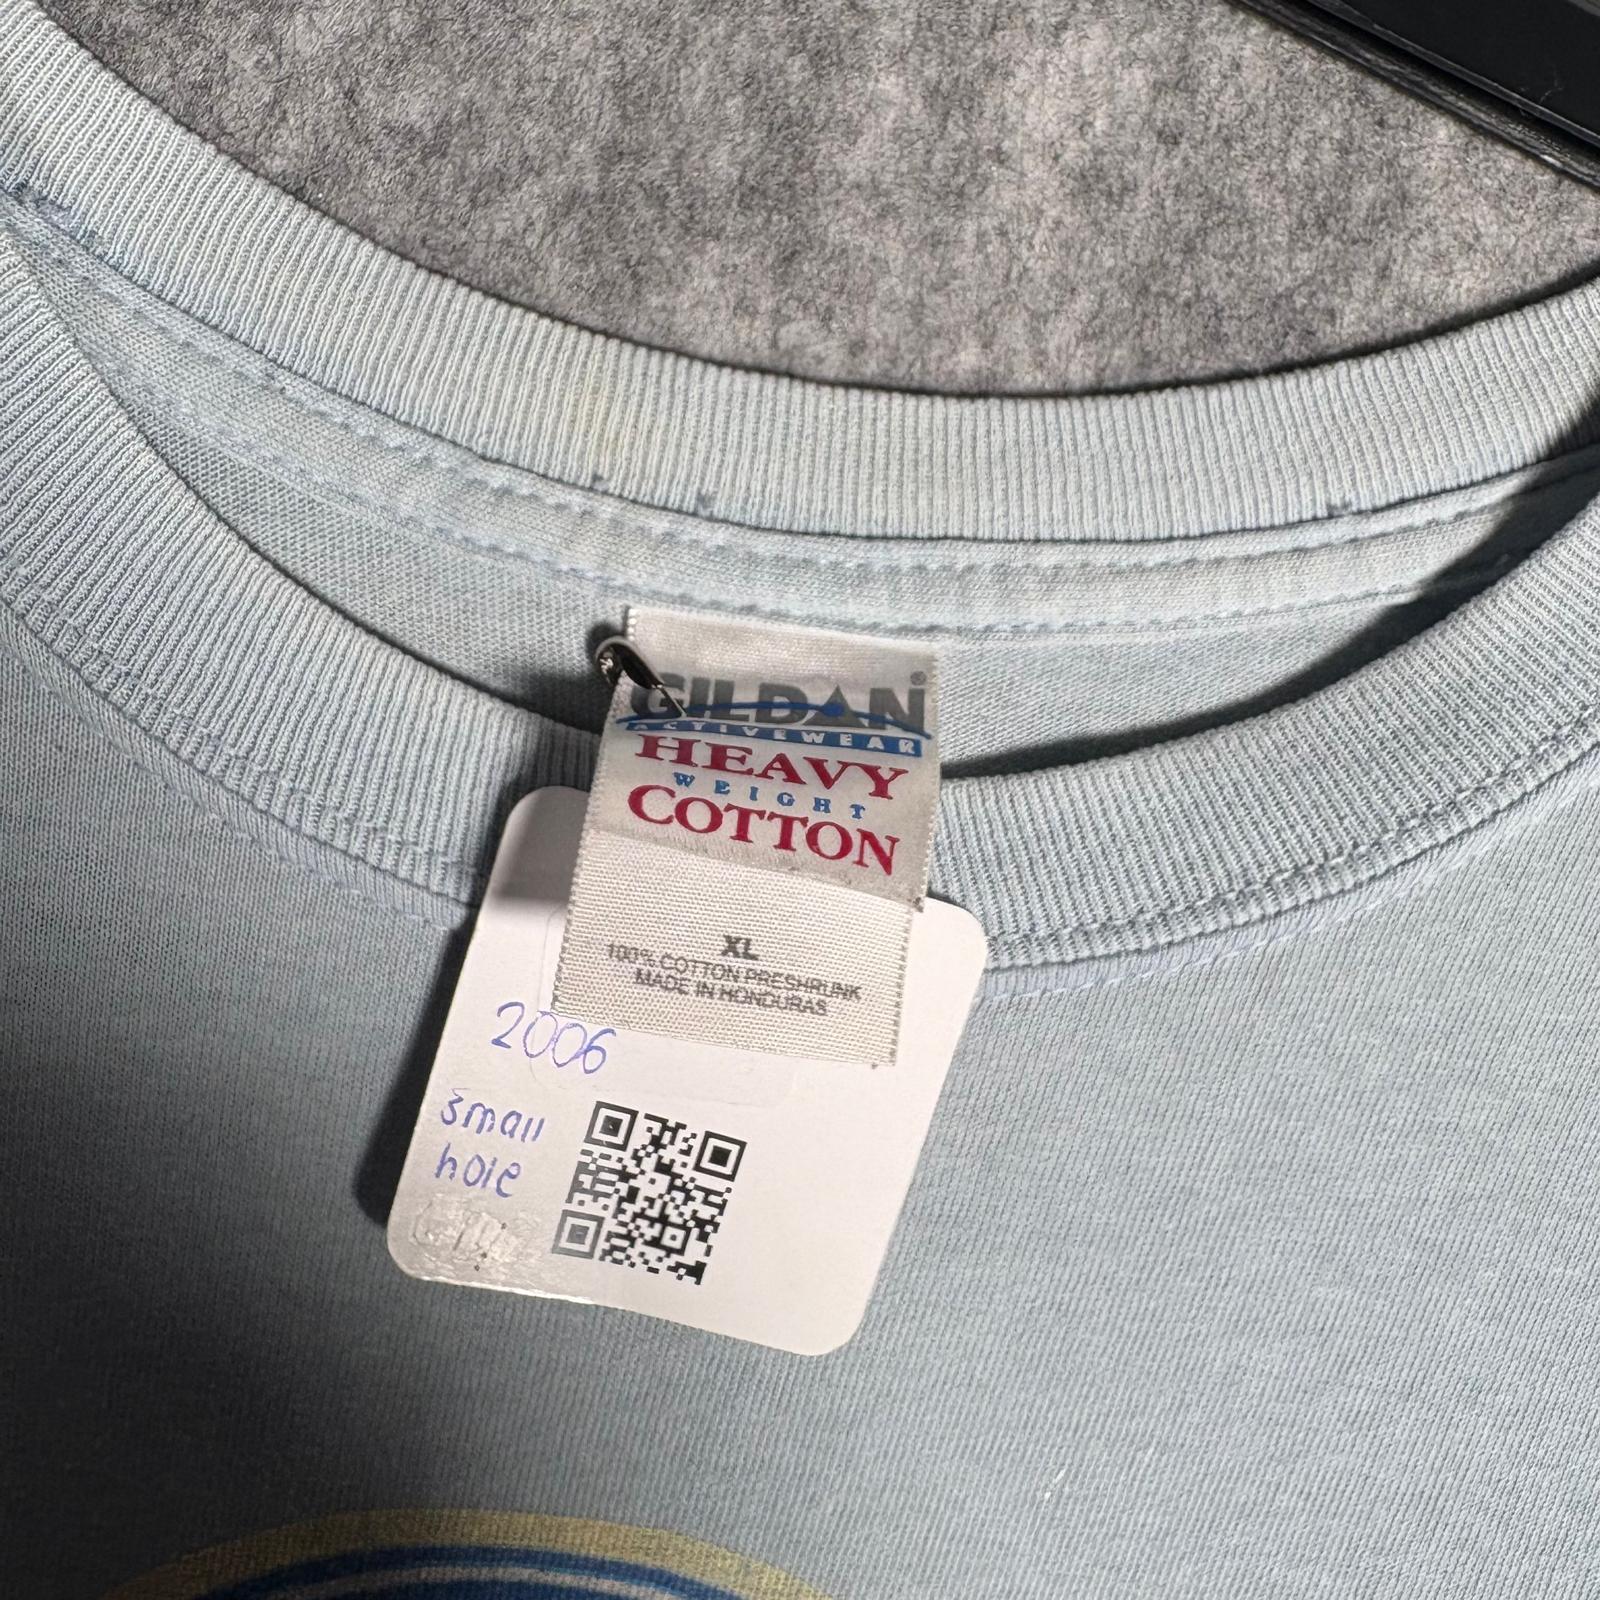 GILDAN®
ACTIVEWEAR
HEAVY
WEIGHT
COTTON
XL
100% COTTON PRESHRUNK
MADE IN HONDURAS
2006
small
hole